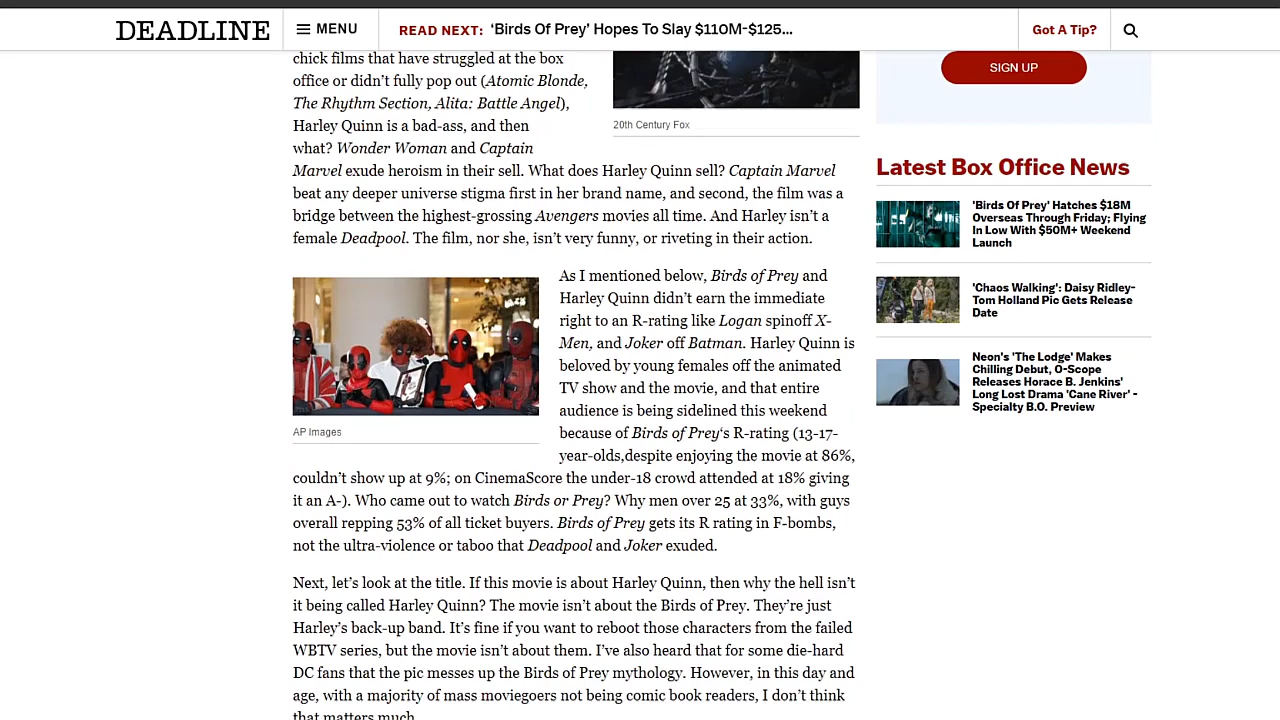 DEADLINE
MENU
READ NEXT: ‘Birds Of Prey’ Hopes To Slay $110M-$125...
Got A Tip?
chick films that have struggled at the box
office or didn’t fully pop out (Atomic Blonde,
The Rhythm Section, Alita: Battle Angel),
Harley Quinn is a bad-ass, and then
what? Wonder Woman and Captain
Marvel exude heroism in their sell. What does Harley Quinn sell? Captain Marvel
beat any deeper universe stigma first in her brand name, and second, the film was a
bridge between the highest-grossing Avengers movies all time. And Harley isn’t a
female Deadpool. The film, nor she, isn’t very funny, or riveting in their action.
20th Century Fox
As I mentioned below, Birds of Prey and
Harley Quinn didn’t earn the immediate
right to an R-rating like Logan spinoff X-
Men, and Joker off Batman. Harley Quinn is
beloved by young females off the animated
TV show and the movie, and that entire
audience is being sidelined this weekend
because of Birds of Prey‘s R-rating (13-17-
year-olds,despite enjoying the movie at 86%,
couldn’t show up at 9%; on CinemaScore the under-18 crowd attended at 18% giving
it an A-). Who came out to watch Birds or Prey? Why men over 25 at 33%, with guys
overall repping 53% of all ticket buyers. Birds of Prey gets its R rating in F-bombs,
not the ultra-violence or taboo that Deadpool and Joker exuded.
AP Images
Next, let’s look at the title. If this movie is about Harley Quinn, then why the hell isn’t
it being called Harley Quinn? The movie isn’t about the Birds of Prey. They’re just
Harley’s back-up band. It’s fine if you want to reboot those characters from the failed
WBTV series, but the movie isn’t about them. I’ve also heard that for some die-hard
DC fans that the pic messes up the Birds of Prey mythology. However, in this day and
age, with a majority of mass moviegoers not being comic book readers, I don’t think
that matters much.
SIGN UP
Latest Box Office News
'Birds Of Prey' Hatches $18M
Overseas Through Friday; Flying
In Low With $50M+ Weekend
Launch
'Chaos Walking': Daisy Ridley-
Tom Holland Pic Gets Release
Date
Neon's 'The Lodge' Makes
Chilling Debut, O-Scope
Releases Horace B. Jenkins'
Long Lost Drama 'Cane River' -
Specialty B.O. Preview